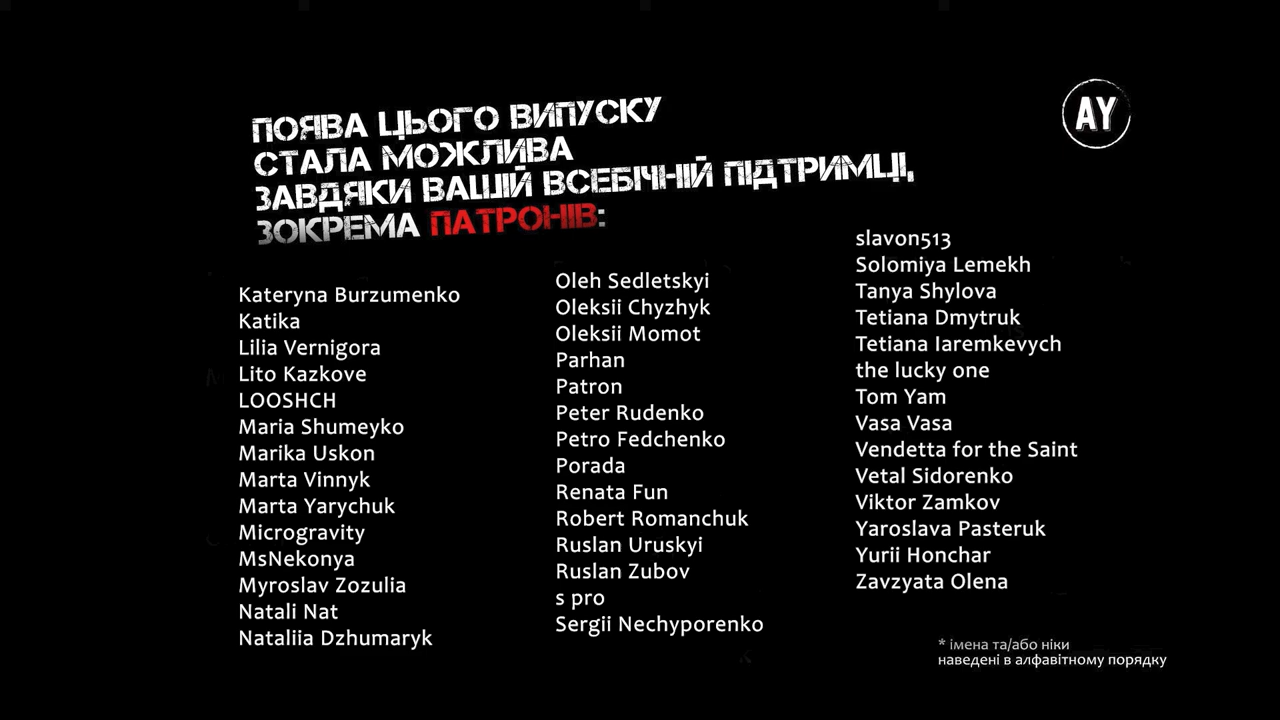 ПОЯВА ЦЬОГО ВИПУСКУ
СТАЛА МОЖЛИВА
ЗАВДЯКИ ВАШІЙ ВСЕБІЧНІЙ ПІДТРИМЦІ,
ЗОКРЕМА ПАТРОНІВ:
AY
Kateryna Burzumenko
Katika
Lilia Vernigora
Lito Kazkove
LOOSHCH
Maria Shumeyko
Marika Uskon
Marta Vinnyk
Marta Yarychuk
Microgravity
MsNekonya
Myroslav Zozulia
Natali Nat
Nataliia Dzhumaryk
Oleh Sedletskyi
Oleksii Chyzhyk
Oleksii Momot
Parhan
Patron
Peter Rudenko
Petro Fedchenko
Porada
Renata Fun
Robert Romanchuk
Ruslan Uruskyi
Ruslan Zubov
s pro
Sergii Nechyporenko
slavon513
Solomiya Lemekh
Tanya Shylova
Tetiana Dmytruk
Tetiana Iaremkevych
the lucky one
Tom Yam
Vasa Vasa
Vendetta for the Saint
Vetal Sidorenko
Viktor Zamkov
Yaroslava Pasteruk
Yurii Honchar
Zavzyata Olena
* імена та/або ніки
наведені в алфавітному порядку